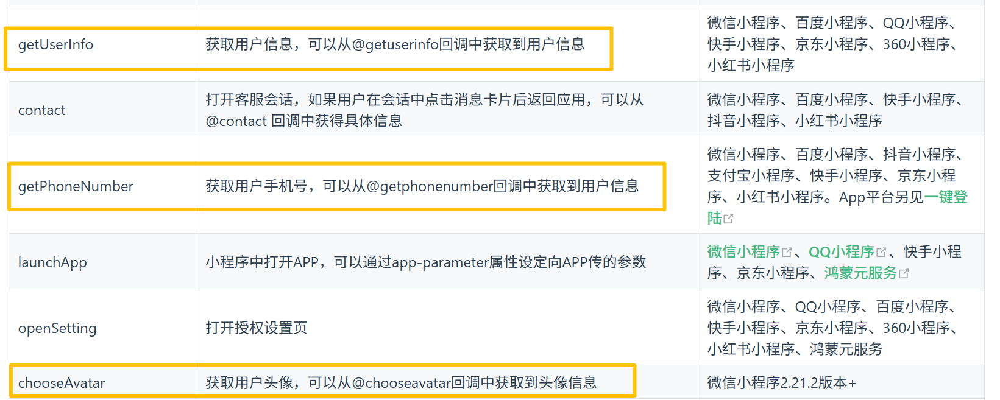 getUserInfo
获取用户信息，可以从@getuserinfo回调中获取到用户信息
微信小程序、百度小程序、QQ小程序、
快手小程序、京东小程序、360小程序、
小红书小程序
contact
打开客服会话，如果用户在会话中点击消息卡片后返回应用，可以从
@contact 回调中获得具体信息
微信小程序、百度小程序、快手小程序、
抖音小程序、小红书小程序
getPhoneNumber
获取用户手机号，可以从@getphonenumber回调中获取到用户信息
微信小程序、百度小程序、抖音小程序、
支付宝小程序、快手小程序、京东小程
序、小红书小程序。App平台另见一键登
陆
launchApp
小程序中打开APP，可以通过app-parameter属性设定向APP传的参数
微信小程序、QQ小程序、快手小程
序、京东小程序、鸿蒙元服务
openSetting
打开授权设置页
微信小程序、QQ小程序、百度小程序、
快手小程序、京东小程序、360小程序、
小红书小程序、鸿蒙元服务
chooseAvatar
获取用户头像，可以从@chooseavatar回调中获取到头像信息
微信小程序2.21.2版本+